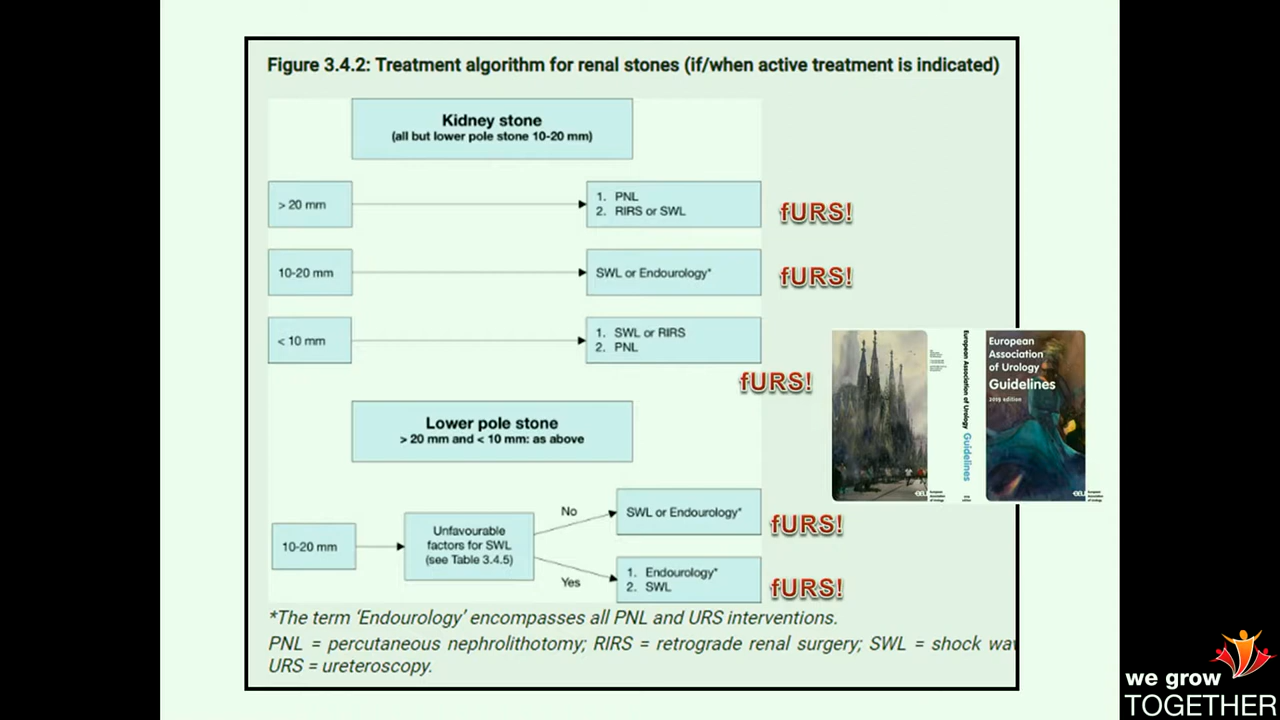 Figure 3.4.2: Treatment algorithm for renal stones (if/when active treatment is indicated)
Kidney stone
(all but lower pole stone 10-20 mm)
> 20 mm
1. PNL
2. RIRS or SWL
fURS!
10-20 mm
SWL or Endourology*
fURS!
< 10 mm
1. SWL or RIRS
2. PNL
fURS!
European Association of Urology Guidelines
European
Association
of Urology
Guidelines
2019 edition
Lower pole stone
> 20 mm and < 10 mm: as above
10-20 mm
Unfavourable
factors for SWL
(see Table 3.4.5)
No
SWL or Endourology*
fURS!
Yes
1. Endourology*
2. SWL
fURS!
*The term ‘Endourology’ encompasses all PNL and URS interventions.
PNL = percutaneous nephrolithotomy; RIRS = retrograde renal surgery; SWL = shock wav
URS = ureteroscopy.
we grow
TOGETHER